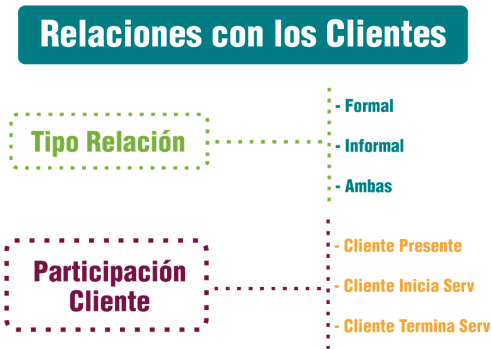 Relaciones con los Clientes
Tipo Relación
- Formal
- Informal
- Ambas
Participación
Cliente
- Cliente Presente
- Cliente Inicia Serv
- Cliente Termina Serv